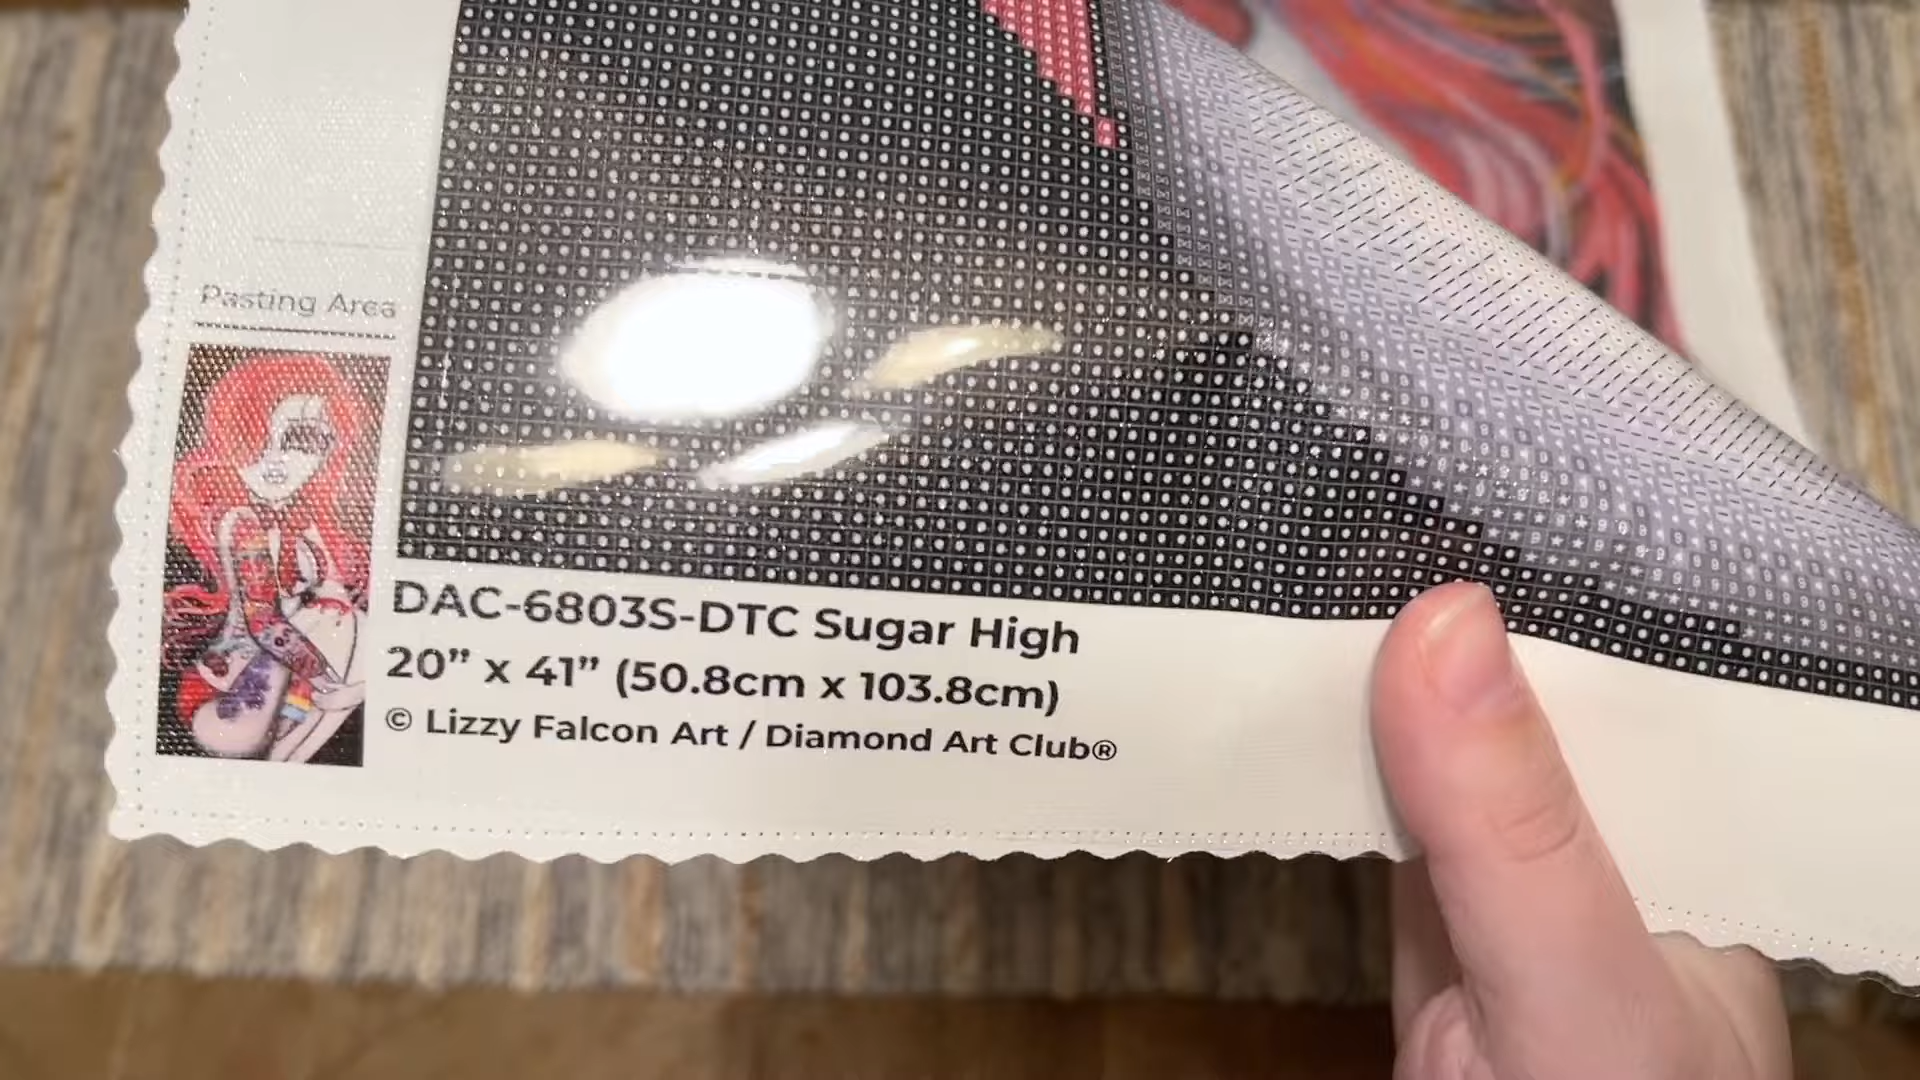 Pasting Area
DAC-6803S-DTC Sugar High
20” x 41” (50.8cm x 103.8cm)
© Lizzy Falcon Art / Diamond Art Club®